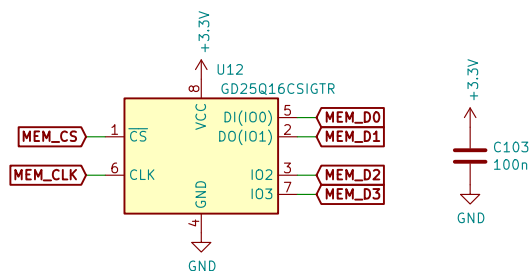 +3.3V
U12
GD25Q16CSIGTR
8
VCC
DI(IO0)
5
MEM_D0
MEM_CS
1
CS
DO(IO1)
2
MEM_D1
MEM_CLK
6
CLK
IO2
3
MEM_D2
IO3
7
MEM_D3
GND
4
GND
+3.3V
C103
100n
GND